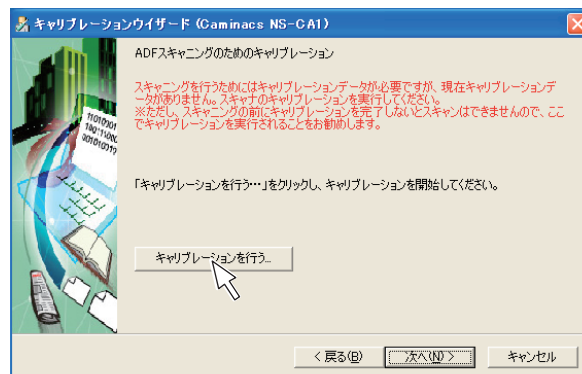 キャリブレーションウイザード (Caminacs NS-CA1)
ADFスキャニングのためのキャリブレーション
スキャニングを行うためにはキャリブレーションデータが必要ですが、現在キャリブレーションデ
ータがありません。スキャナのキャリブレーションを実行してください。
※ただし、スキャニングの前にキャリブレーションを完了しないとスキャンはできませんので、ここ
でキャリブレーションを実行されることをお勧めします。
「キャリブレーションを行う・・・」をクリックし、キャリブレーションを開始してください。
キャリブレーションを行う...
< 戻る(B)
次へ(N) >
キャンセル